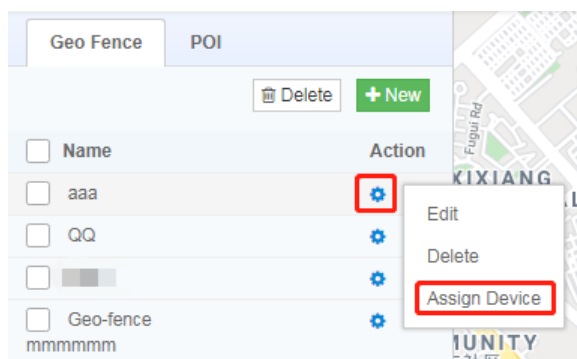 Geo Fence POI
Delete + New
Name Action
aaa
QQ
Geo-fence
mmmmmmm
Edit
Delete
Assign Device
Fugui Rd
XIXIANG
MUNITY